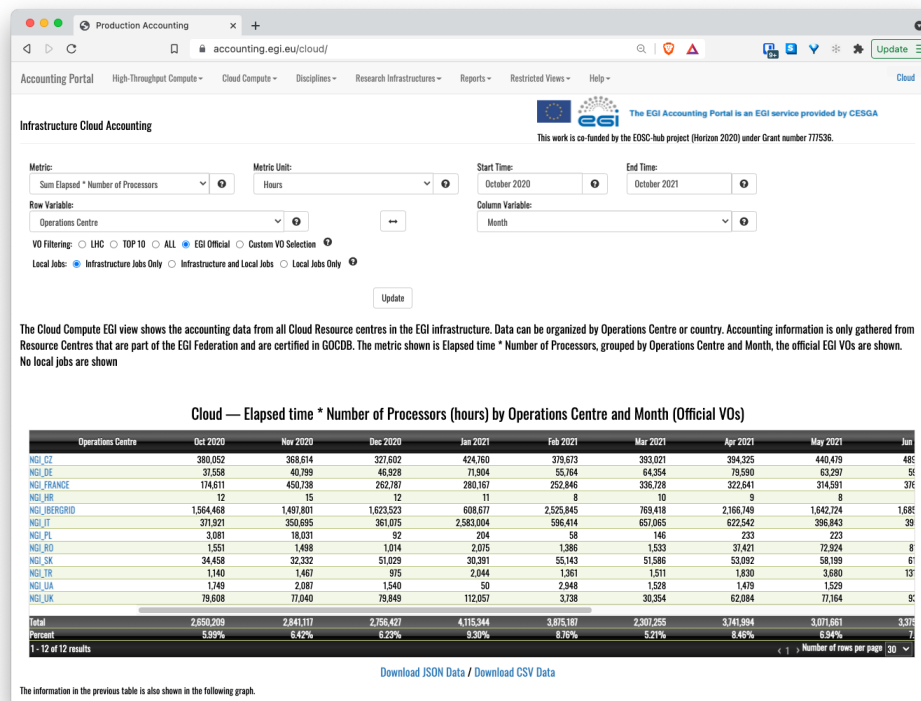 Production Accounting
accounting.egi.eu/cloud/
9+
Update
Accounting Portal High-Throughput Compute Cloud Compute Disciplines Research Infrastructures Reports Restricted Views Help Cloud
Infrastructure Cloud Accounting
egi
The EGI Accounting Portal is an EGI service provided by CESGA
This work is co-funded by the EOSC-hub project (Horizon 2020) under Grant number 777536.
Metric: Metric Unit: Start Time: End Time:
Sum Elapsed * Number of Processors Hours October 2020 October 2021
Row Variable: Column Variable:
Operations Centre Month
VO Filtering: LHC TOP 10 ALL EGI Official Custom VO Selection
Local Jobs: Infrastructure Jobs Only Infrastructure and Local Jobs Local Jobs Only
Update
The Cloud Compute EGI view shows the accounting data from all Cloud Resource centres in the EGI infrastructure. Data can be organized by Operations Centre or country. Accounting information is only gathered from
Resource Centres that are part of the EGI Federation and are certified in GOCDB. The metric shown is Elapsed time * Number of Processors, grouped by Operations Centre and Month, the official EGI VOs are shown.
No local jobs are shown
Cloud — Elapsed time * Number of Processors (hours) by Operations Centre and Month (Official VOs)
Operations Centre Oct 2020 Nov 2020 Dec 2020 Jan 2021 Feb 2021 Mar 2021 Apr 2021 May 2021 Jun
NGI_CZ 380,052 368,614 327,602 424,760 379,673 393,021 394,325 440,479
NGI_DE 37,558 40,799 46,928 71,904 55,764 64,354 79,590 63,297
NGI_FRANCE 174,611 450,738 262,787 280,167 252,846 336,728 322,641 314,591
NGI_HR 12 15 12 11 8 10 9 8
NGI_IBERGRID 1,564,468 1,497,801 1,623,523 608,677 2,525,845 769,418 2,166,749 1,642,724
NGI_IT 371,921 350,695 361,075 2,583,004 596,414 657,065 622,542 396,843
NGI_PL 3,081 18,031 92 204 58 146 233 223
NGI_RO 1,551 1,498 1,014 2,075 1,386 1,533 37,421 72,924
NGI_SK 34,458 32,332 51,029 30,391 55,143 51,586 53,092 58,199
NGI_TR 1,140 1,467 975 2,044 1,361 1,511 1,830 3,680
NGI_UA 1,749 2,087 1,540 50 2,948 1,528 1,479 1,529
NGI_UK 79,608 77,040 79,849 112,057 3,738 30,354 62,084 77,164
Total 2,650,209 2,841,117 2,756,427 4,115,344 3,875,187 2,307,255 3,741,994 3,071,661
Percent 5.99% 6.42% 6.23% 9.30% 8.76% 5.21% 8.46% 6.94%
1 - 12 of 12 results 1 Number of rows per page 30
Download JSON Data / Download CSV Data
The information in the previous table is also shown in the following graph.